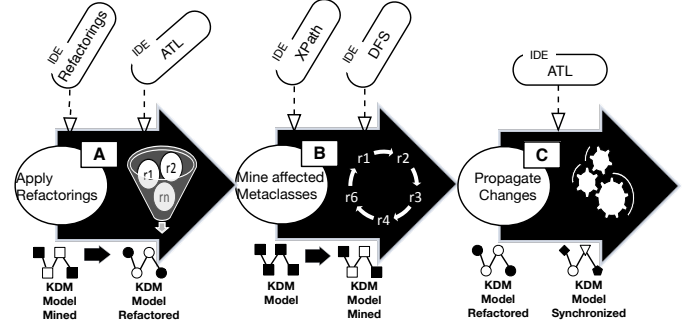 IDE
Refactorings
IDE
ATL
IDE
XPath
IDE
DFS
IDE
ATL
A
Apply
Refactorings
r1
r2
rn
B
Mine affected
Metaclasses
r1
r2
r3
r4
r6
C
Propagate
Changes
KDM
Model
Mined
KDM
Model
Refactored
KDM
Model
KDM
Model
Mined
KDM
Model
Refactored
KDM
Model
Synchronized